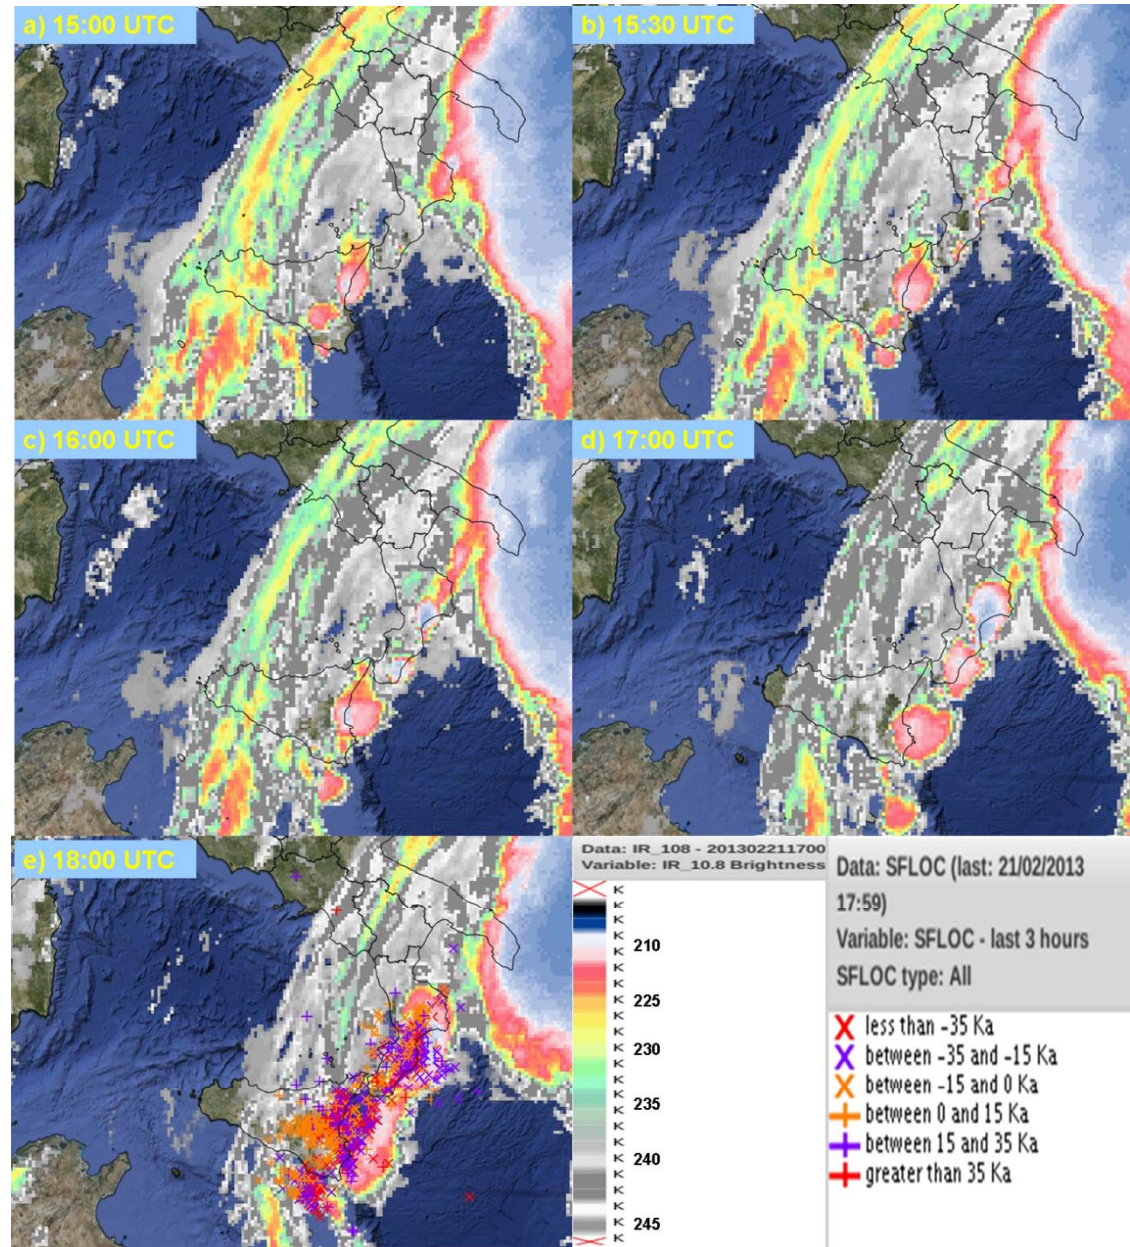 a) 15:00 UTC
b) 15:30 UTC
c) 16:00 UTC
d) 17:00 UTC
e) 18:00 UTC
Data: IR_108 - 201302211700
Variable: IR_10.8 Brightness
K
K
K
K
K
210
K
K
K
K
225
K
K
K
230
K
K
K
K
235
K
K
K
K
240
K
K
K
K
245
K
Data: SFLOC (last: 21/02/2013
17:59)
Variable: SFLOC - last 3 hours
SFLOC type: All
less than -35 Ka
between -35 and -15 Ka
between -15 and 0 Ka
between 0 and 15 Ka
between 15 and 35 Ka
greater than 35 Ka